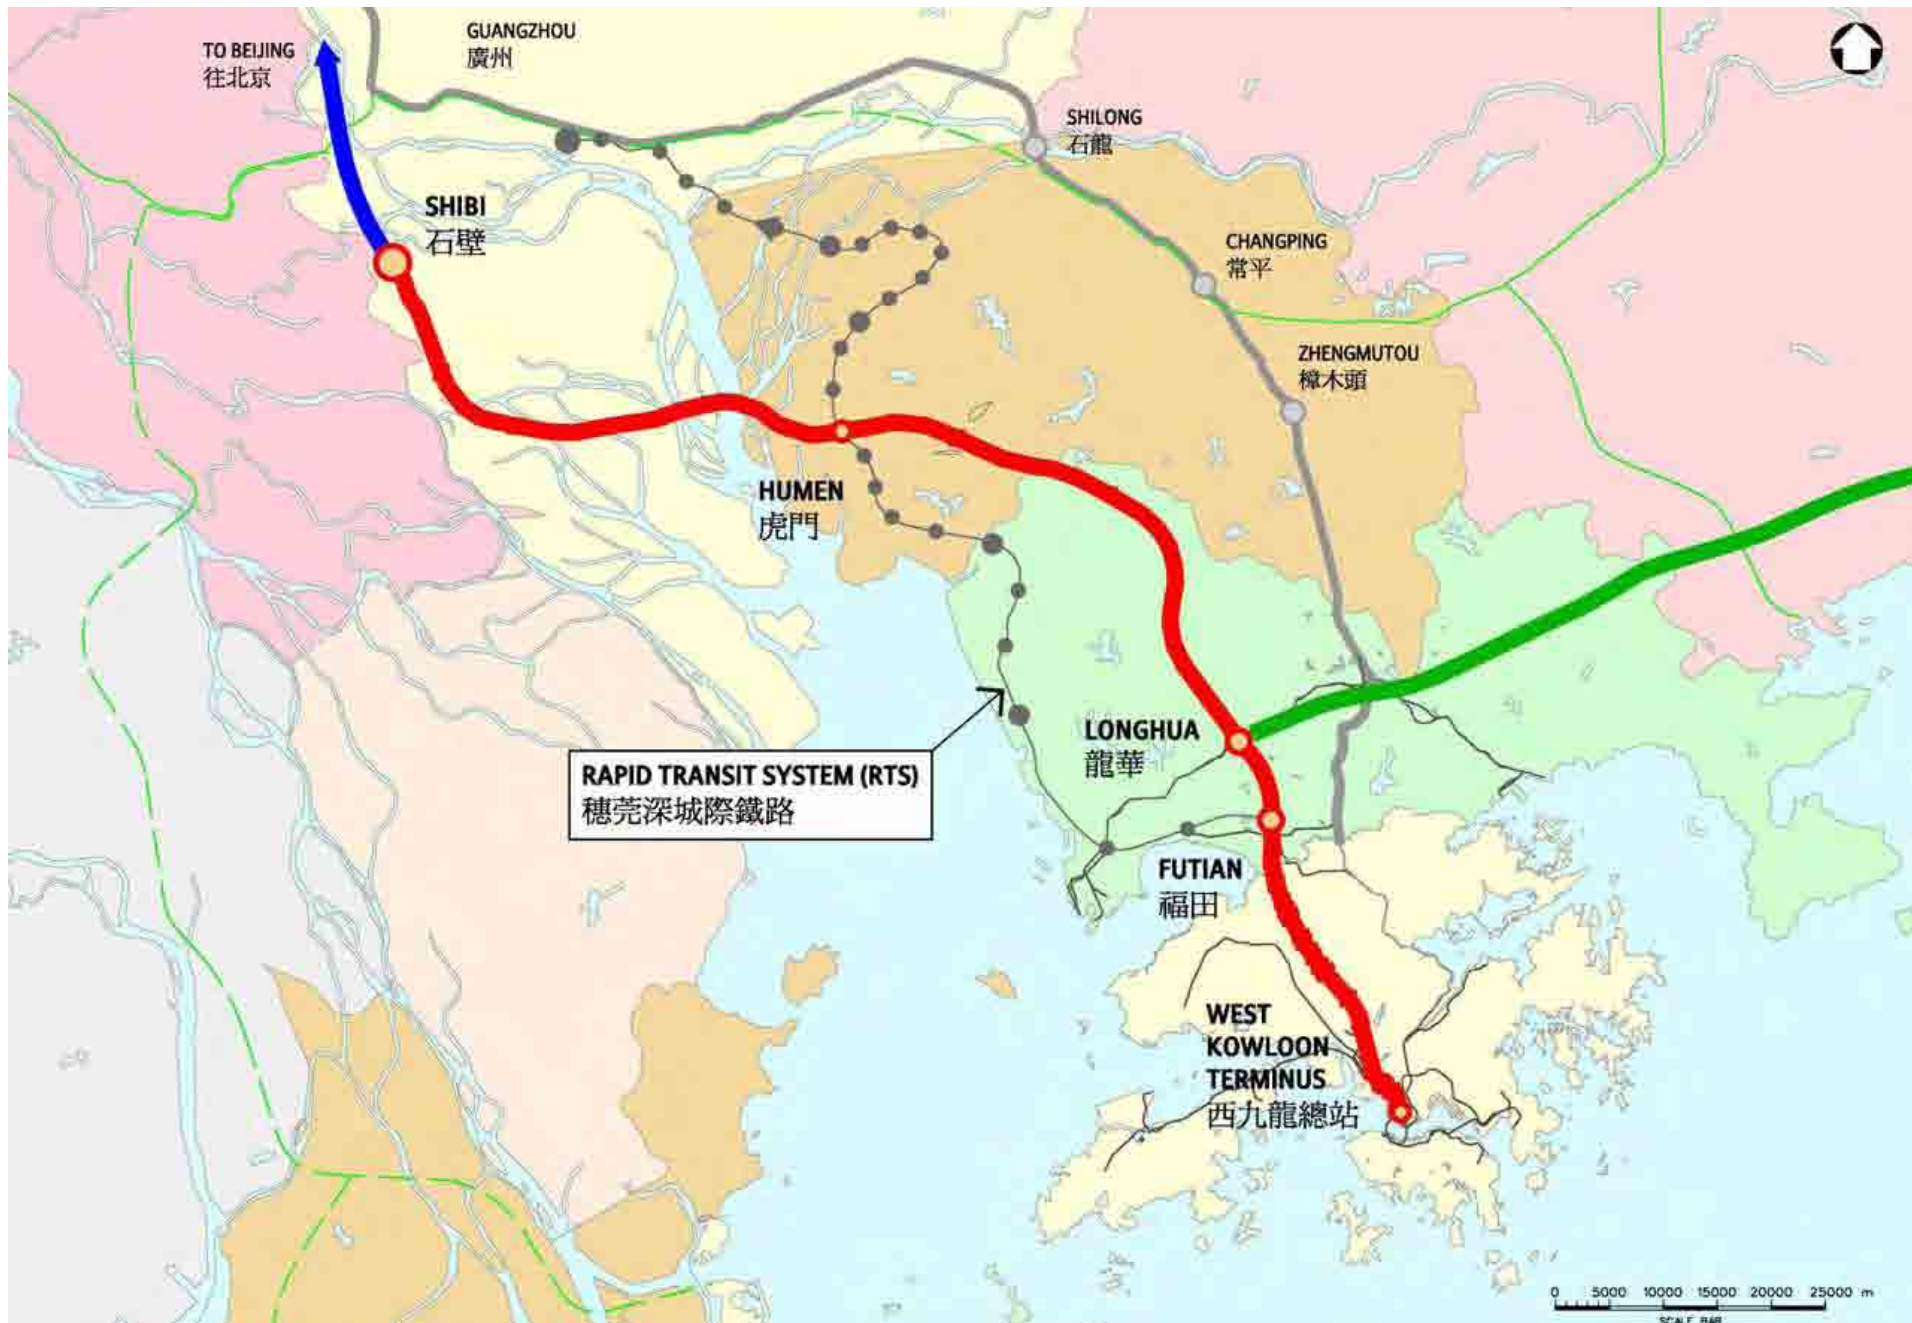 TO BEIJING
往北京
GUANGZHOU
廣州
SHILONG
石龍
SHIBI
石壁
CHANGPING
常平
ZHENGMUTOU
樟木頭
HUMEN
虎門
LONGHUA
龍華
RAPID TRANSIT SYSTEM (RTS)
穗莞深城際鐵路
FUTIAN
福田
WEST
KOWLOON
TERMINUS
西九龍總站
0 5000 10000 15000 20000 25000 m
SCALE BAR